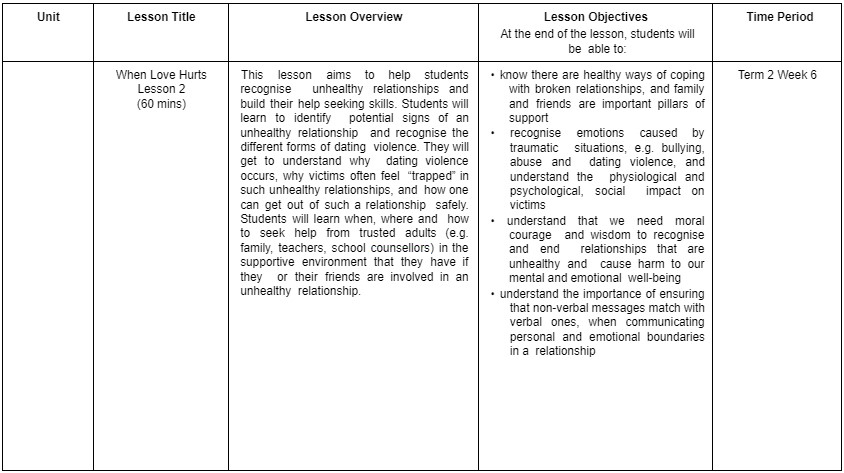 Unit
Lesson Title
Lesson Overview
Lesson Objectives
At the end of the lesson, students will
be able to:
Time Period
When Love Hurts
Lesson 2
(60 mins)
This lesson aims to help students
recognise unhealthy relationships and
build their help seeking skills. Students will
learn to identify potential signs of an
unhealthy relationship and recognise the
different forms of dating violence. They will
get to understand why dating violence
occurs, why victims often feel “trapped” in
such unhealthy relationships, and how one
can get out of such a relationship safely.
Students will learn when, where and how
to seek help from trusted adults (e.g.
family, teachers, school counsellors) in the
supportive environment that they have if
they or their friends are involved in an
unhealthy relationship.
• know there are healthy ways of coping
with broken relationships, and family
and friends are important pillars of
support
• recognise emotions caused by
traumatic situations, e.g. bullying,
abuse and dating violence, and
understand the physiological and
psychological, social impact on
victims
• understand that we need moral
courage and wisdom to recognise
and end relationships that are
unhealthy and cause harm to our
mental and emotional well-being
• understand the importance of ensuring
that non-verbal messages match with
verbal ones, when communicating
personal and emotional boundaries
in a relationship
Term 2 Week 6